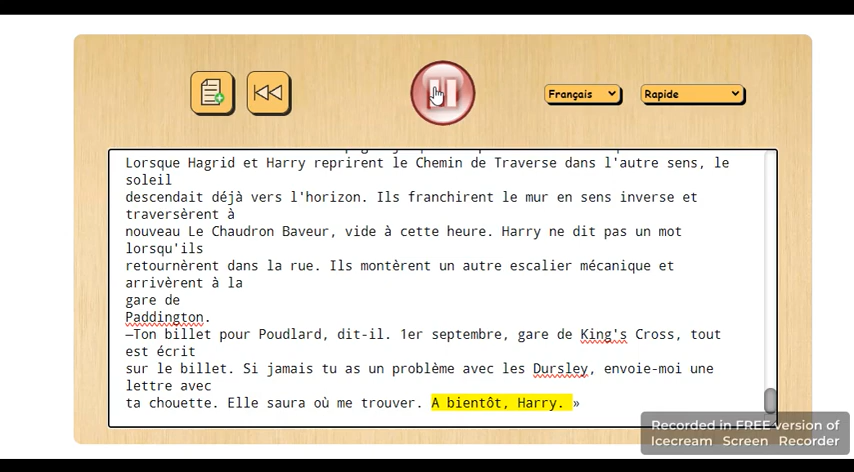 Français
Rapide
Lorsque Hagrid et Harry reprirent le Chemin de Traverse dans l'autre sens, le
soleil
descendait déjà vers l'horizon. Ils franchirent le mur en sens inverse et
traversèrent à
nouveau Le Chaudron Baveur, vide à cette heure. Harry ne dit pas un mot
lorsqu'ils
retournèrent dans la rue. Ils montèrent un autre escalier mécanique et
arrivèrent à la
gare de
Paddington.
—Ton billet pour Poudlard, dit-il. 1er septembre, gare de King's Cross, tout
est écrit
sur le billet. Si jamais tu as un problème avec les Dursley, envoie-moi une
lettre avec
ta chouette. Elle saura où me trouver. A bientôt, Harry. »
Recorded in FREE version of
Icecream Screen Recorder